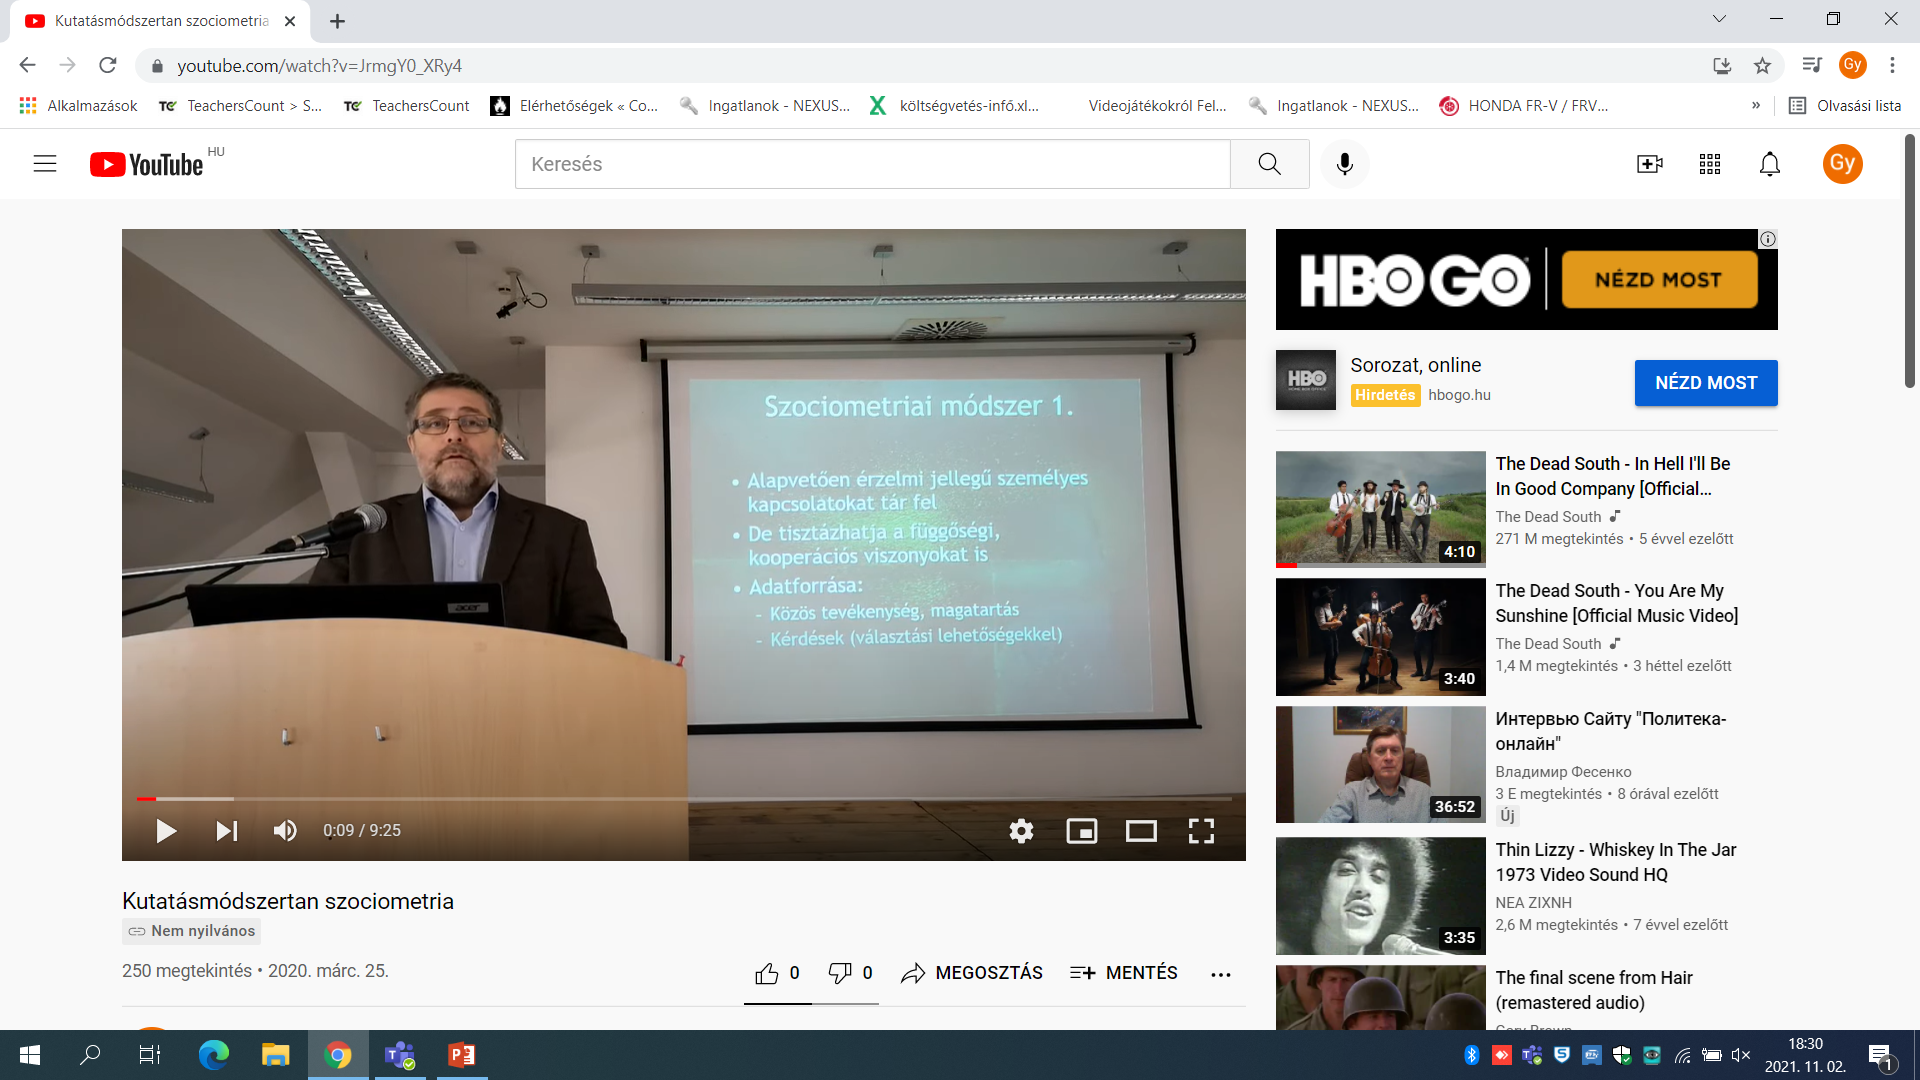 Kutatásmódszertan szociometria
youtube.com/watch?v=JrmgY0_XRy4
Gy
Alkalmazások
TeachersCount > S...
TeachersCount
Elérhetőségek « Co...
Ingatlanok - NEXUS...
költségvetés-infó.xl...
Videojátékokról Fel...
Ingatlanok - NEXUS...
HONDA FR-V / FRV...
»
Olvasási lista
YouTube HU
Keresés
Gy
Szociometriai módszer 1.
• Alapvetően érzelmi jellegű személyes
kapcsolatokat tár fel
• De tisztázhatja a függőségi,
kooperációs viszonyokat is
• Adatforrása:
- Közös tevékenység, magatartás
- Kérdések (választási lehetőségekkel)
acer
0:09 / 9:25
Kutatásmódszertan szociometria
Nem nyilvános
250 megtekintés • 2020. márc. 25.
0
0
MEGOSZTÁS
MENTÉS
HBO GO
NÉZD MOST
HBO
Sorozat, online
Hirdetés hbogo.hu
NÉZD MOST
4:10
The Dead South - In Hell I'll Be
In Good Company [Official...
The Dead South
271 M megtekintés • 5 évvel ezelőtt
3:40
The Dead South - You Are My
Sunshine [Official Music Video]
The Dead South
1,4 M megtekintés • 3 héttel ezelőtt
36:52
Интервью Сайту "Политека-
онлайн"
Владимир Фесенко
3 E megtekintés • 8 órával ezelőtt
Új
3:35
Thin Lizzy - Whiskey In The Jar
1973 Video Sound HQ
NEA ZIXNH
2,6 M megtekintés • 7 évvel ezelőtt
The final scene from Hair
(remastered audio)
18:30
2021. 11. 02.
1